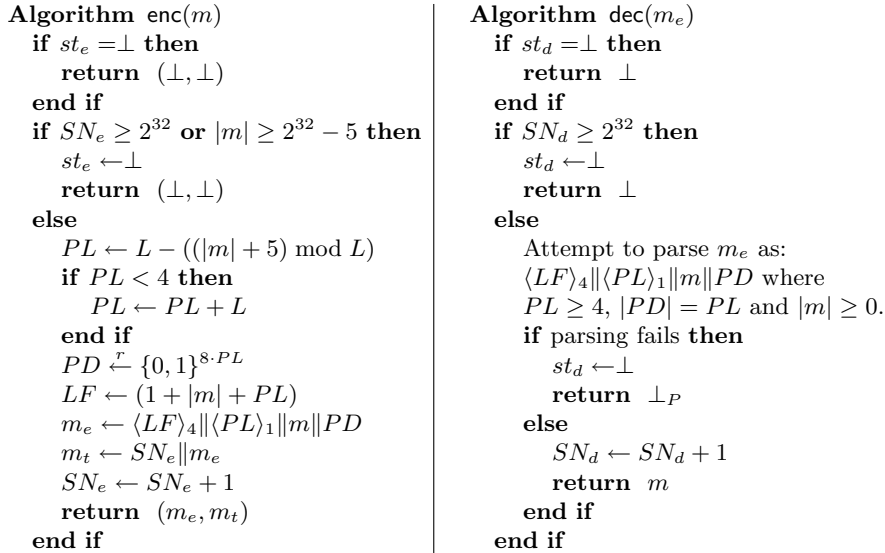 Algorithm enc(m)
if st_e =⊥ then
return (⊥, ⊥)
end if
if SN_e ≥ 2^32 or |m| ≥ 2^32 − 5 then
st_e ←⊥
return (⊥, ⊥)
else
PL ← L − ((|m| + 5) mod L)
if PL < 4 then
PL ← PL + L
end if
PD ←^r {0, 1}^{8·PL}
LF ← (1 + |m| + PL)
m_e ← ⟨LF⟩_4‖⟨PL⟩_1‖m‖PD
m_t ← SN_e‖m_e
SN_e ← SN_e + 1
return (m_e, m_t)
end if
Algorithm dec(m_e)
if st_d =⊥ then
return ⊥
end if
if SN_d ≥ 2^32 then
st_d ←⊥
return ⊥
else
Attempt to parse m_e as:
⟨LF⟩_4‖⟨PL⟩_1‖m‖PD where
PL ≥ 4, |PD| = PL and |m| ≥ 0.
if parsing fails then
st_d ←⊥
return ⊥_P
else
SN_d ← SN_d + 1
return m
end if
end if